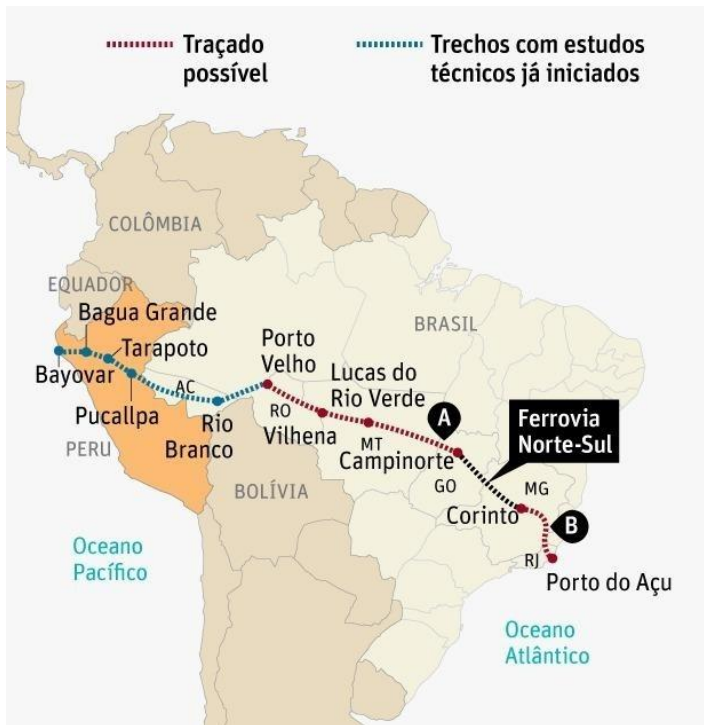 Traçado
possível
Trechos com estudos
técnicos já iniciados
COLÔMBIA
EQUADOR
Bagua Grande
BRASIL
Tarapoto
Porto
Velho
Bayovar
Lucas do
Rio Verde
AC
Pucallpa
RO
A
Ferrovia
Norte-Sul
Rio
Branco
Vilhena
MT
Campinorte
PERU
GO
MG
BOLÍVIA
Corinto
B
Oceano
Pacífico
RJ
Porto do Açu
Oceano
Atlântico